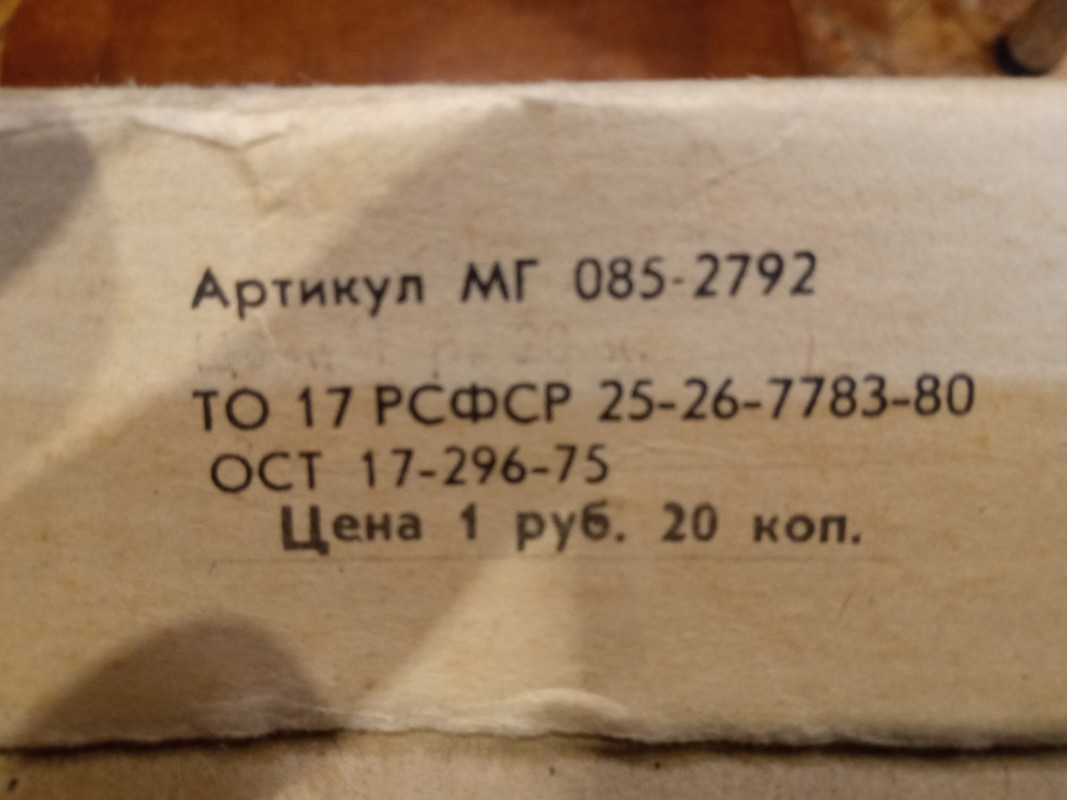 Артикул МГ 085-2792
ТО 17 РСФСР 25-26-7783-80
ОСТ 17-296-75
Цена 1 руб. 20 коп.